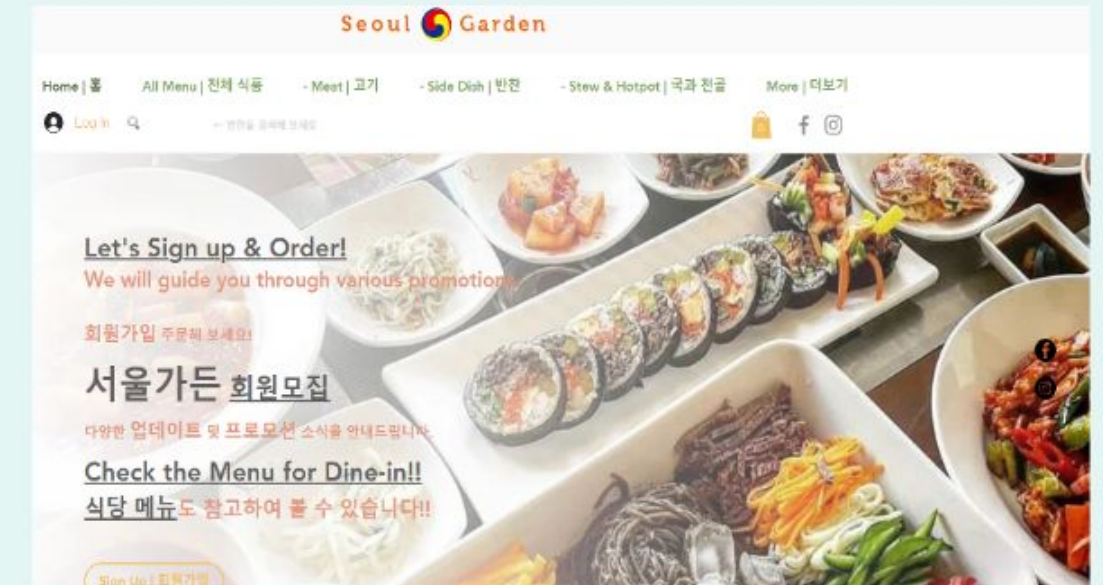 Seoul Garden
Home | 홈 All Menu | 전체 식품 - Meat | 고기 - Side Dish | 반찬 - Stew & Hotpot | 국과 전골 More | 더보기
Log In
Let's Sign up & Order!
We will guide you through various promotions
회원가입 주문해 보세요!
서울가든 회원모집
다양한 업데이트 및 프로모션 소식을 안내드립니다.
Check the Menu for Dine-in!!
식당 메뉴도 참고하여 볼 수 있습니다!!
Sign Up | 회원가입